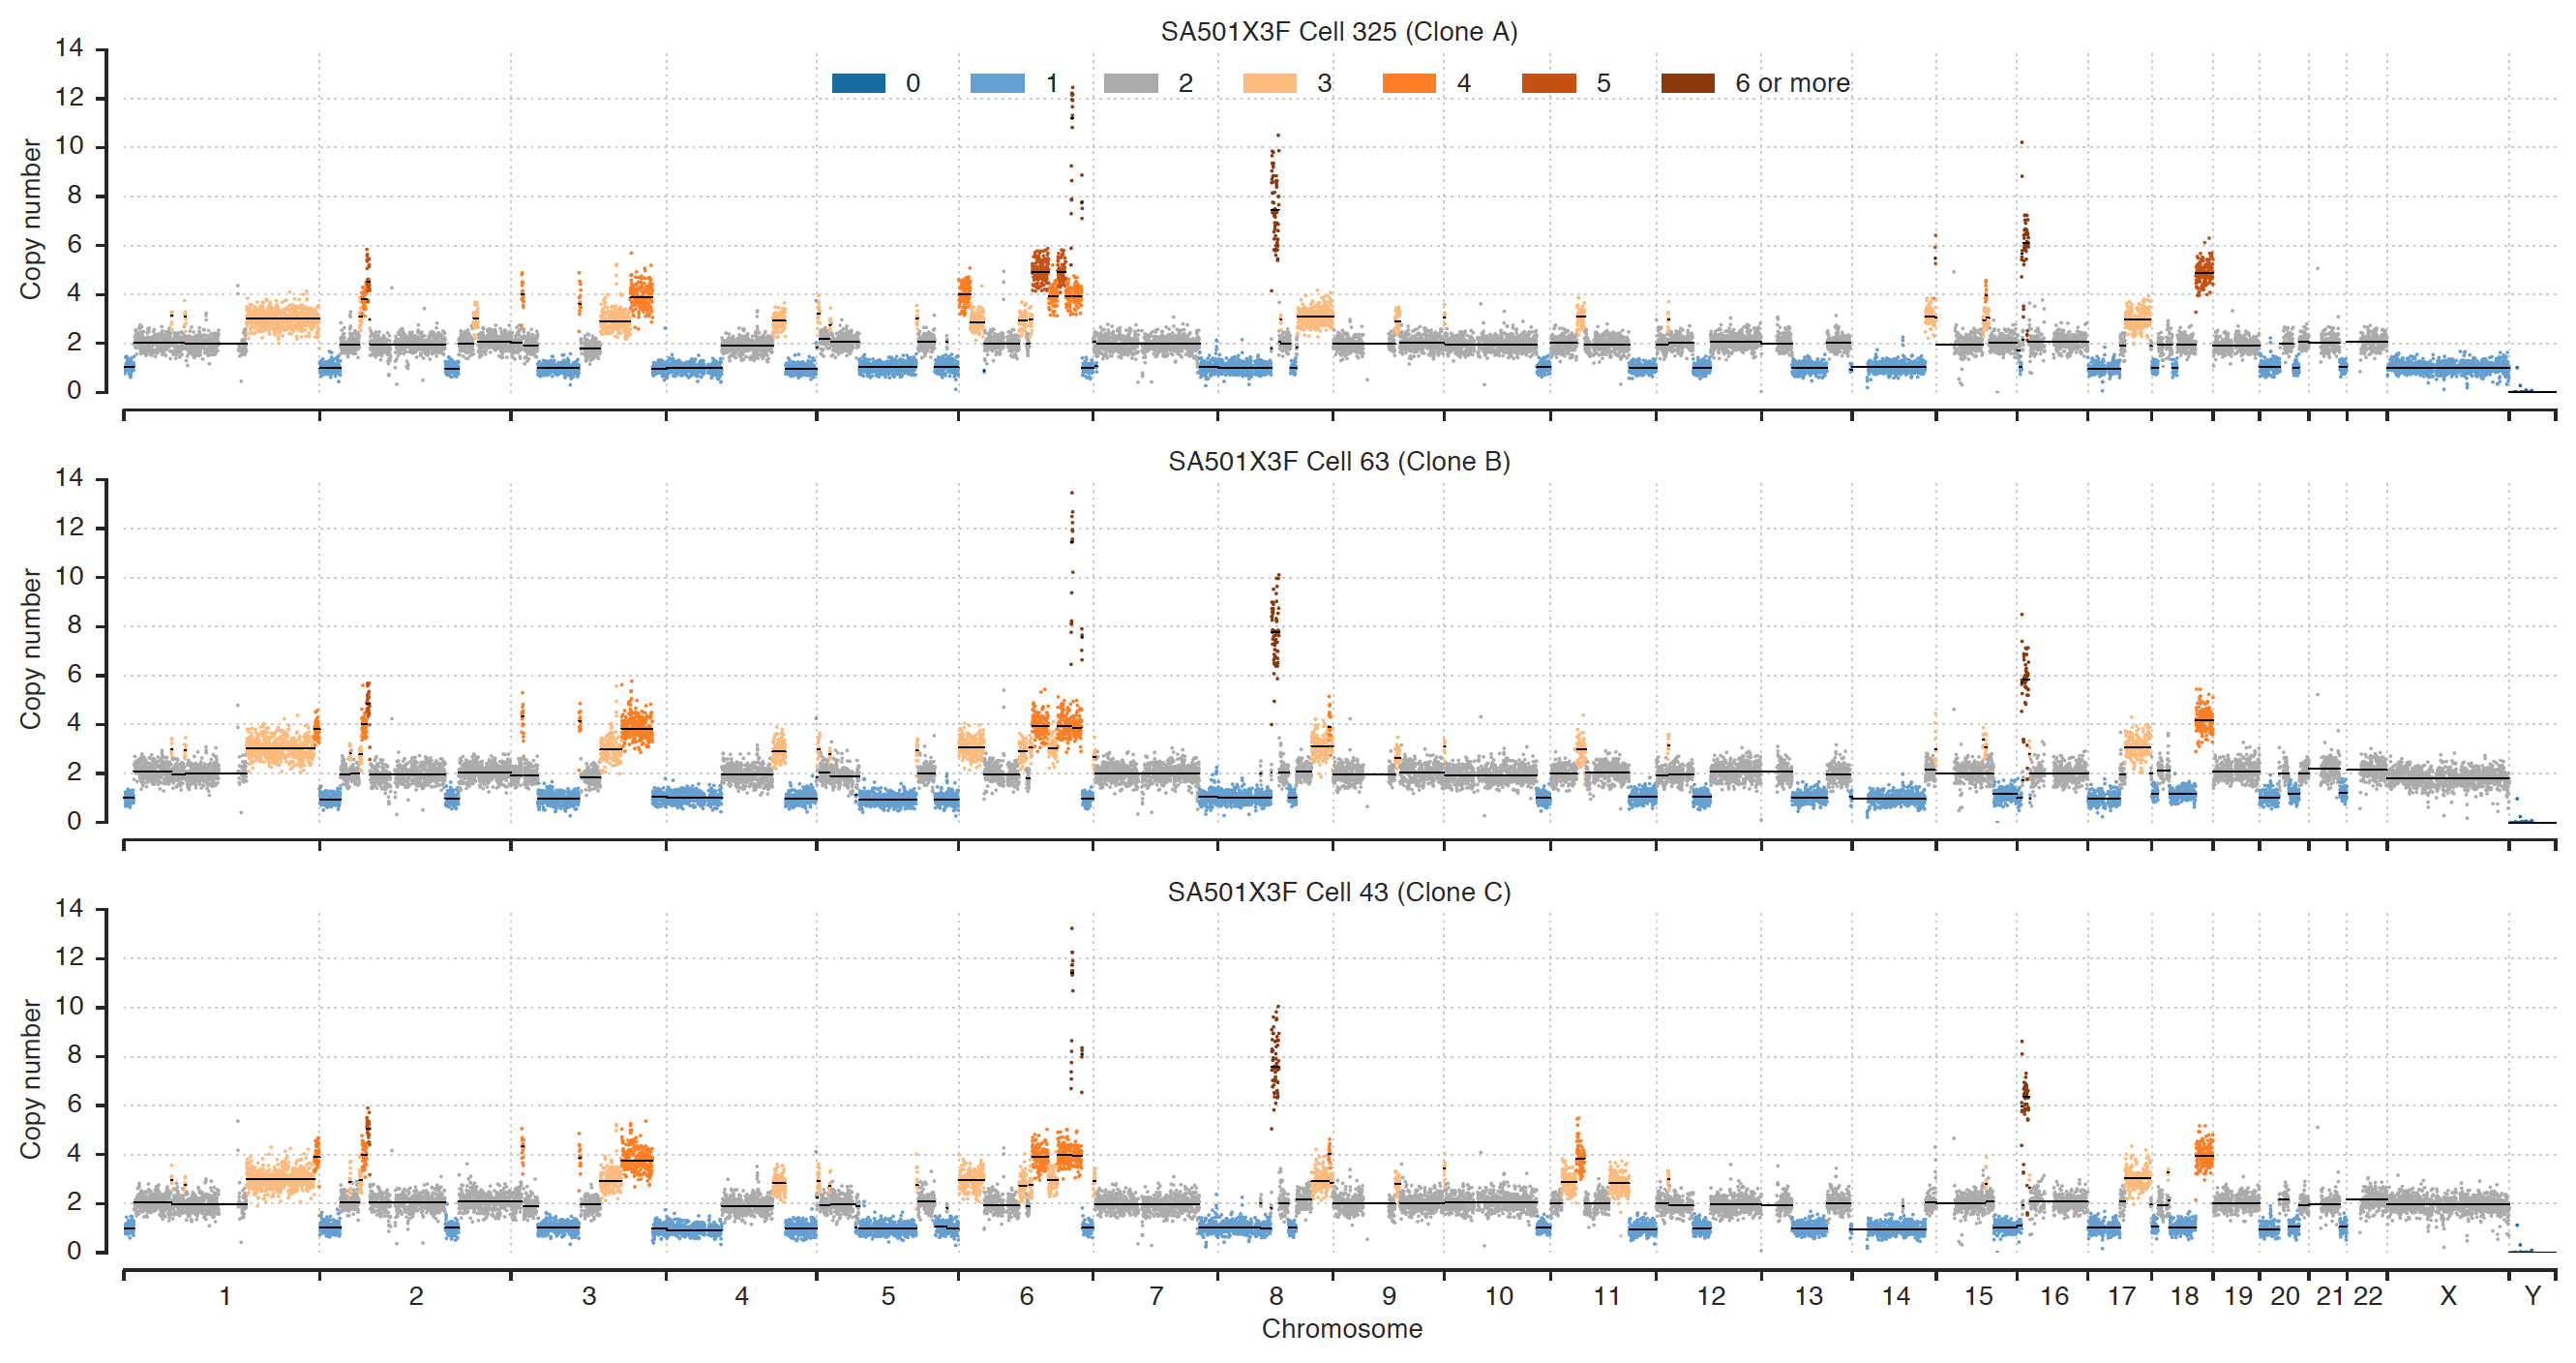 SA501X3F Cell 325 (Clone A)
0 1 2 3 4 5 6 or more
Copy number
14
12
10
8
6
4
2
0
SA501X3F Cell 63 (Clone B)
Copy number
14
12
10
8
6
4
2
0
SA501X3F Cell 43 (Clone C)
Copy number
14
12
10
8
6
4
2
0
1 2 3 4 5 6 7 8 9 10 11 12 13 14 15 16 17 18 19 20 21 22 X Y
Chromosome